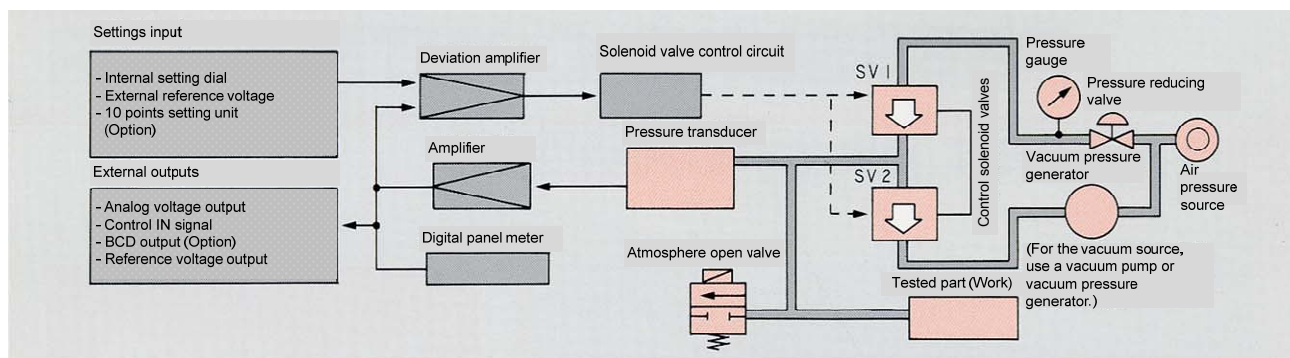 Settings input
- Internal setting dial
- External reference voltage
- 10 points setting unit
(Option)
External outputs
- Analog voltage output
- Control IN signal
- BCD output (Option)
- Reference voltage output
Deviation amplifier
Solenoid valve control circuit
Amplifier
Pressure transducer
Digital panel meter
Atmosphere open valve
SV 1
SV 2
Control solenoid valves
Pressure
gauge
Pressure reducing
valve
Vacuum pressure
generator
Air
pressure
source
(For the vacuum source,
use a vacuum pump or
vacuum pressure
generator.)
Tested part (Work)